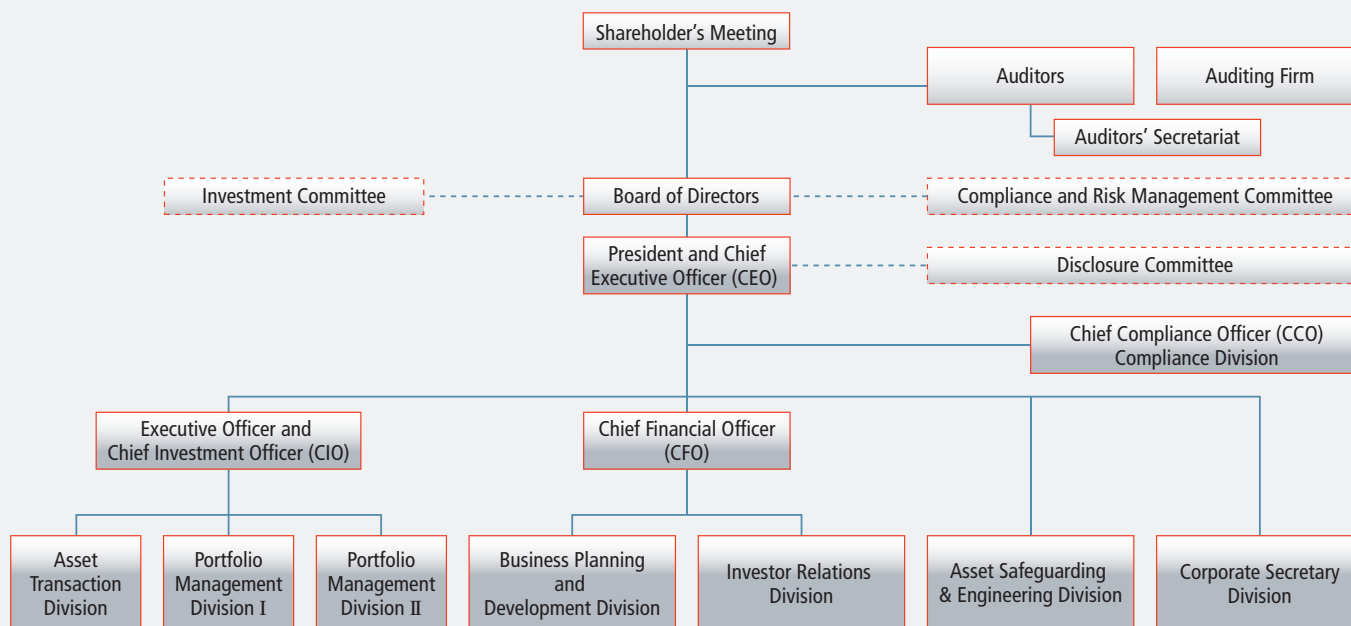 Shareholder’s Meeting
Auditors
Auditing Firm
Auditors’ Secretariat
Investment Committee
Board of Directors
Compliance and Risk Management Committee
President and Chief
Executive Officer (CEO)
Disclosure Committee
Chief Compliance Officer (CCO)
Compliance Division
Executive Officer and
Chief Investment Officer (CIO)
Chief Financial Officer
(CFO)
Asset
Transaction
Division
Portfolio
Management
Division I
Portfolio
Management
Division II
Business Planning
and
Development Division
Investor Relations
Division
Asset Safeguarding
& Engineering Division
Corporate Secretary
Division